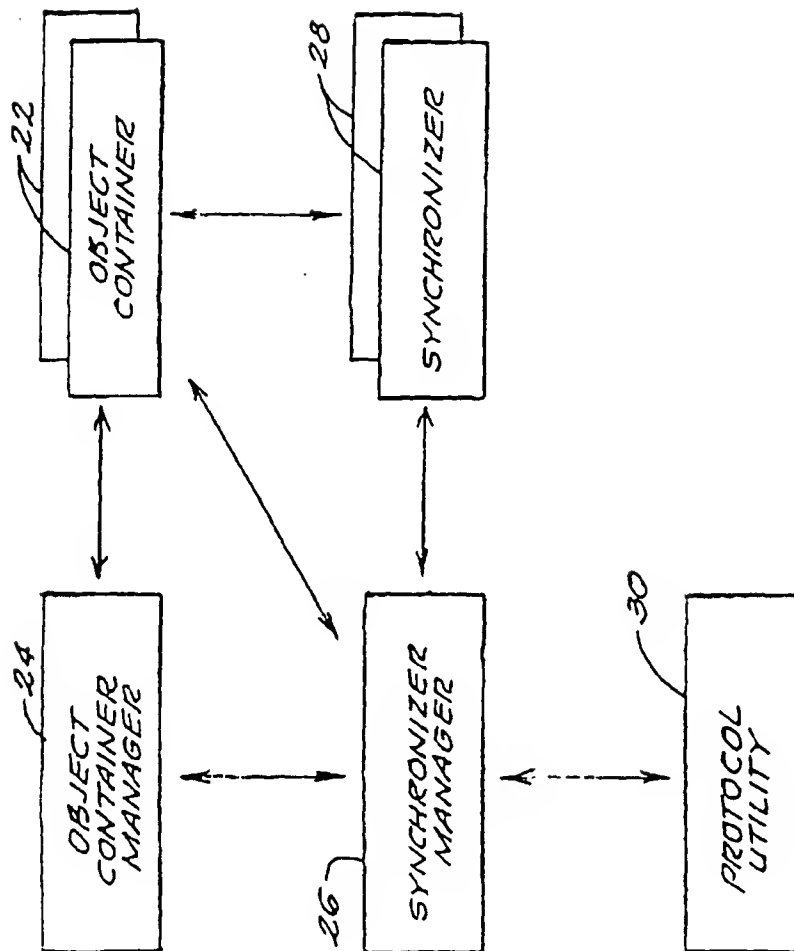 24
OBJECT
CONTAINER
MANAGER
22
OBJECT
CONTAINER
26
SYNCHRONIZER
MANAGER
28
SYNCHRONIZER
30
PROTOCOL
UTILITY